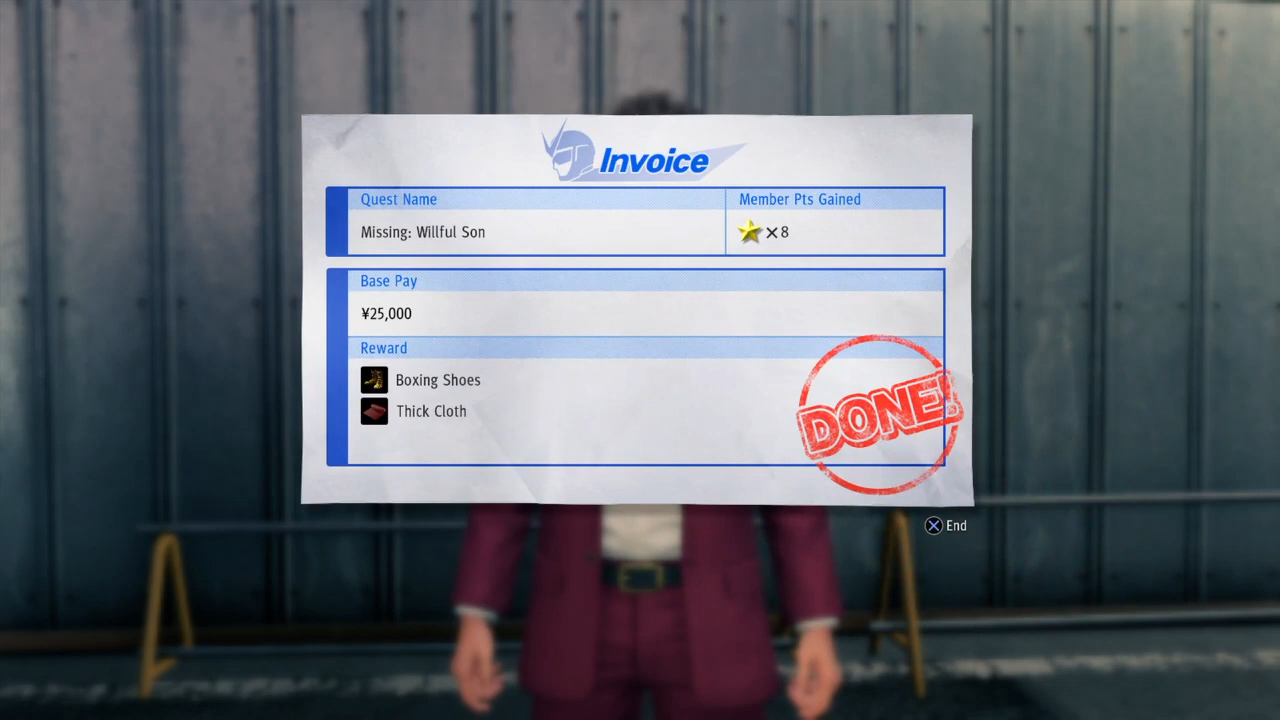 Invoice
Quest Name
Member Pts Gained
Missing: Willful Son
×8
Base Pay
¥25,000
Reward
Boxing Shoes
Thick Cloth
DONE!
End